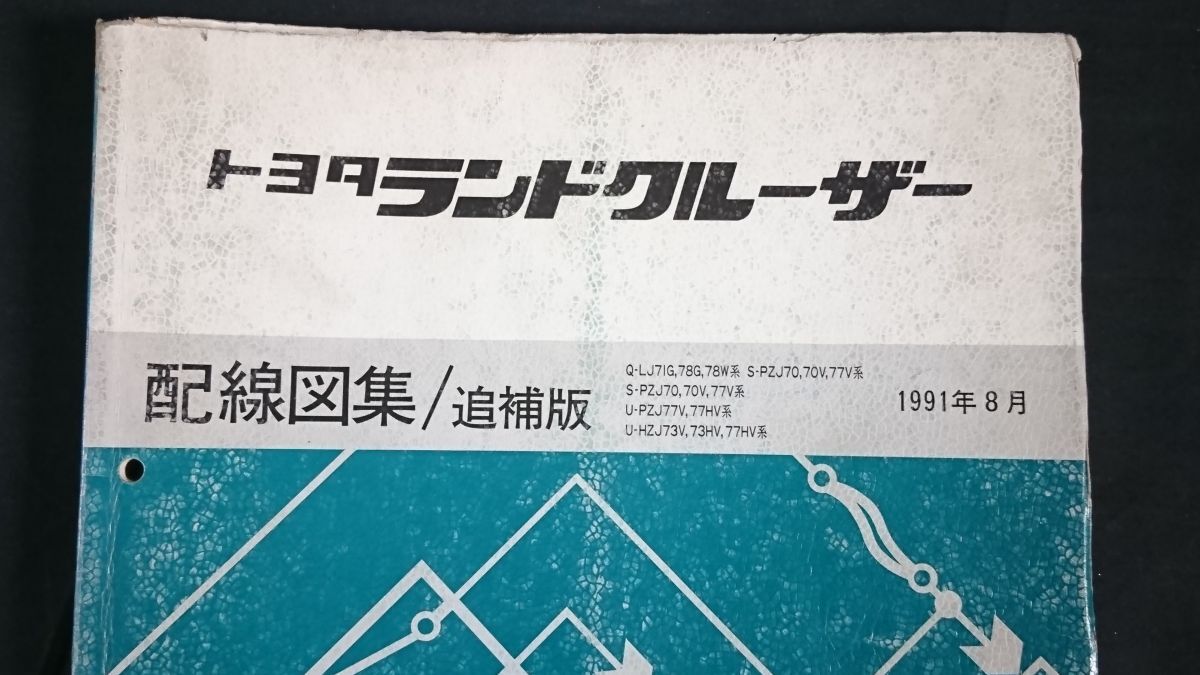 トヨタランドクルーザー
配線図集/追補版
Q-LJ71G,78G,78W系 S-PZJ70,70V,77V系
S-PZJ70,70V,77V系
U-PZJ77V,77HV系
U-HZJ73V,73HV,77HV系
1991年8月